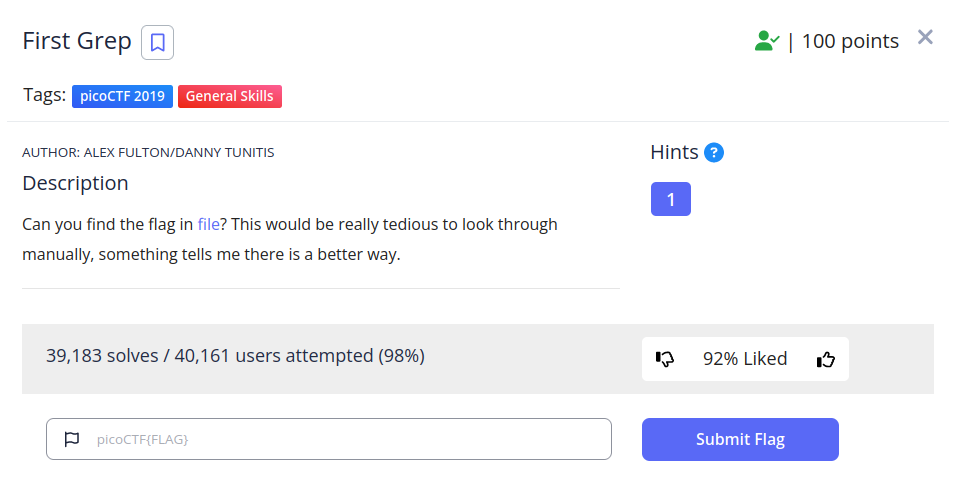 First Grep
| 100 points
Tags: picoCTF 2019 General Skills
AUTHOR: ALEX FULTON/DANNY TUNITIS
Hints ?
Description
1
Can you find the flag in file? This would be really tedious to look through
manually, something tells me there is a better way.
39,183 solves / 40,161 users attempted (98%)
92% Liked
picoCTF{FLAG}
Submit Flag